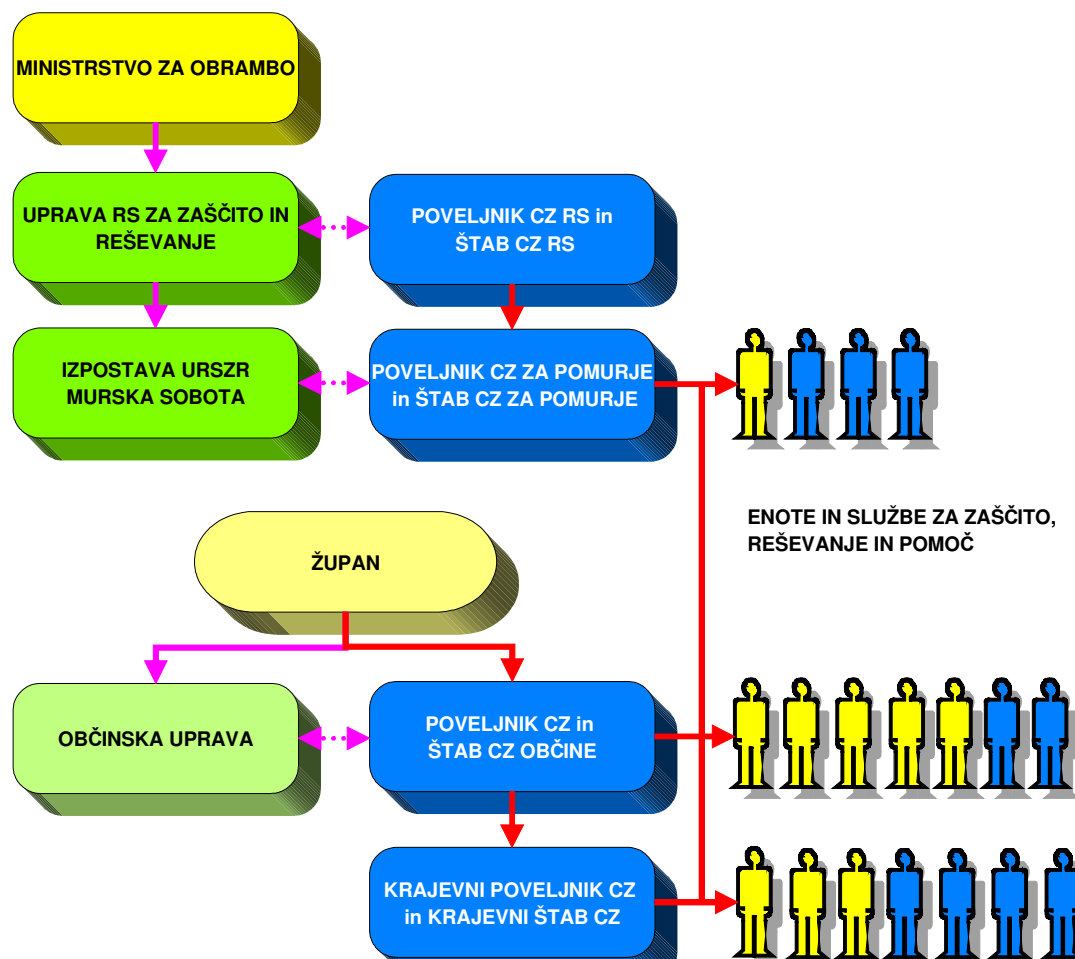 MINISTRSTVO ZA OBRAMBO
UPRAVA RS ZA ZAŠČITO IN
REŠEVANJE
POVELJNIK CZ RS in
ŠTAB CZ RS
IZPOSTAVA URSZR
MURSKA SOBOTA
POVELJNIK CZ ZA POMURJE
in ŠTAB CZ ZA POMURJE
ENOTE IN SLUŽBE ZA ZAŠČITO,
REŠEVANJE IN POMOČ
ŽUPAN
OBČINSKA UPRAVA
POVELJNIK CZ in
ŠTAB CZ OBČINE
KRAJEVNI POVELJNIK CZ
in KRAJEVNI ŠTAB CZ